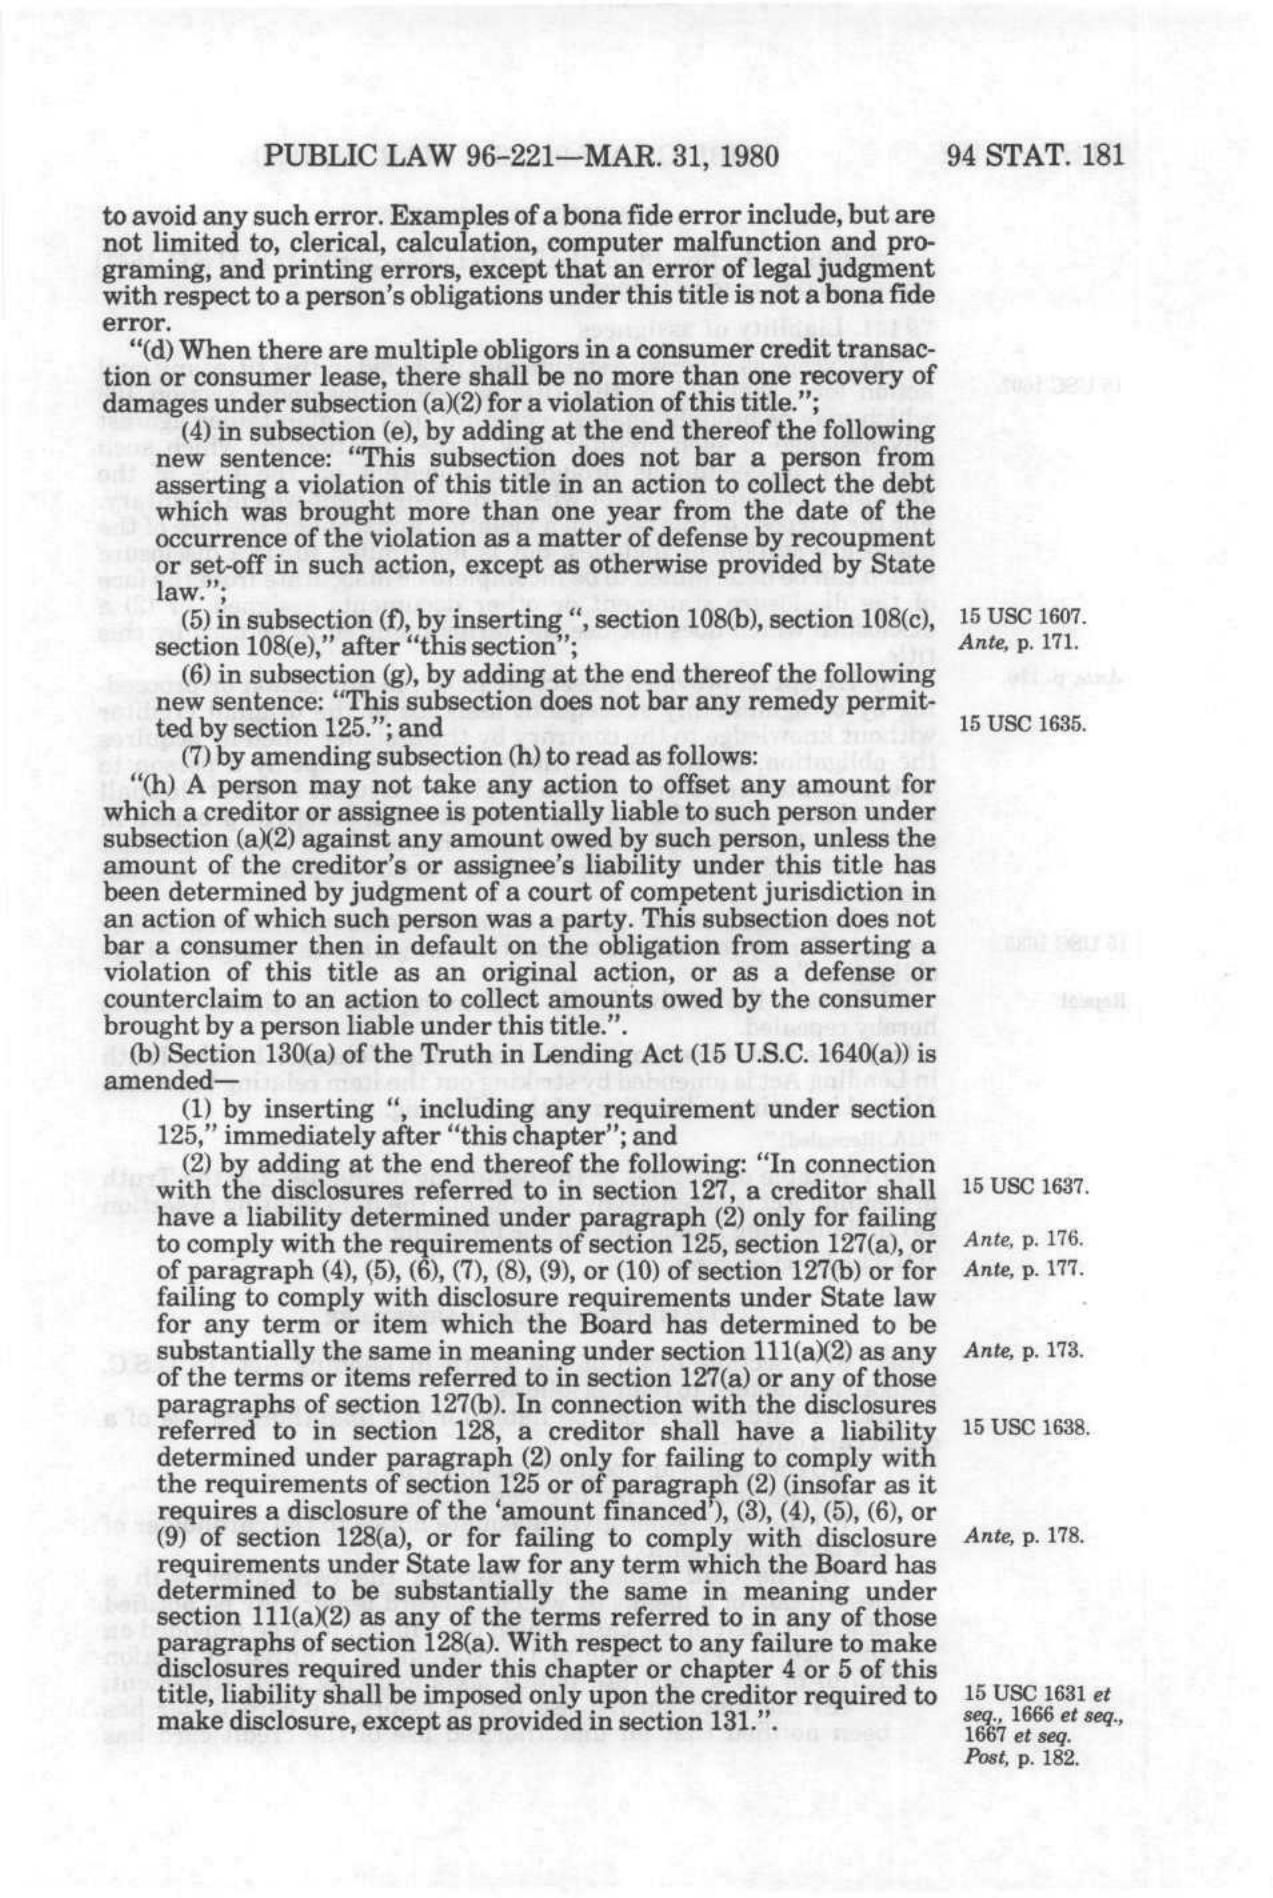 PUBLIC LAW 96-221—MAR. 31, 1980 94 STAT. 181
to avoid any such error. Examples of a bona fide error include, but are
not limited to, clerical, calculation, computer malfunction and pro-
graming, and printing errors, except that an error of legal judgment
with respect to a person's obligations under this title is not a bona fide
error.
"(d) When there are multiple obligors in a consumer credit transac-
tion or consumer lease, there shall be no more than one recovery of
damages under subsection (a)(2) for a violation of this title.";
(4) in subsection (e), by adding at the end thereof the following
new sentence: "This subsection does not bar a person from
asserting a violation of this title in an action to collect the debt
which was brought more than one year from the date of the
occurrence of the violation as a matter of defense by recoupment
or set-off in such action, except as otherwise provided by State
law.";
(5) in subsection (f), by inserting ", section 108(b), section 108(c), 15 USC 1607.
section 108(e)," after "this section"; Ante, p. 171.
(6) in subsection (g), by adding at the end thereof the following
new sentence: "This subsection does not bar any remedy permit-
ted by section 125."; and 15 USC 1635.
(7) by amending subsection (h) to read as follows:
"(h) A person may not take any action to offset any amount for
which a creditor or assignee is potentially liable to such person under
subsection (a)(2) against any amount owed by such person, unless the
amount of the creditor's or assignee's liability under this title has
been determined by judgment of a court of competent jurisdiction in
an action of which such person was a party. This subsection does not
bar a consumer then in default on the obligation from asserting a
violation of this title as an original action, or as a defense or
counterclaim to an action to collect amounts owed by the consumer
brought by a person liable under this title.".
(b) Section 130(a) of the Truth in Lending Act (15 U.S.C. 1640(a)) is
amended—
(1) by inserting ", including any requirement under section
125," immediately after "this chapter"; and
(2) by adding at the end thereof the following: "In connection
with the disclosures referred to in section 127, a creditor shall 15 USC 1637.
have a liability determined under paragraph (2) only for failing
to comply with the requirements of section 125, section 127(a), or Ante, p. 176.
of paragraph (4), (5), (6), (7), (8), (9), or (10) of section 127(b) or for Ante, p. 177.
failing to comply with disclosure requirements under State law
for any term or item which the Board has determined to be
substantially the same in meaning under section 111(a)(2) as any Ante, p. 173.
of the terms or items referred to in section 127(a) or any of those
paragraphs of section 127(b). In connection with the disclosures
referred to in section 128, a creditor shall have a liability 15 USC 1638.
determined under paragraph (2) only for failing to comply with
the requirements of section 125 or of paragraph (2) (insofar as it
requires a disclosure of the 'amount financed'), (3), (4), (5), (6), or
(9) of section 128(a), or for failing to comply with disclosure Ante, p. 178.
requirements under State law for any term which the Board has
determined to be substantially the same in meaning under
section 111(a)(2) as any of the terms referred to in any of those
paragraphs of section 128(a). With respect to any failure to make
disclosures required under this chapter or chapter 4 or 5 of this
title, liability shall be imposed only upon the creditor required to 15 USC 1631 et
make disclosure, except as provided in section 131.". seq., 1666 et seq.,
1667 et seq.
Post, p. 182.